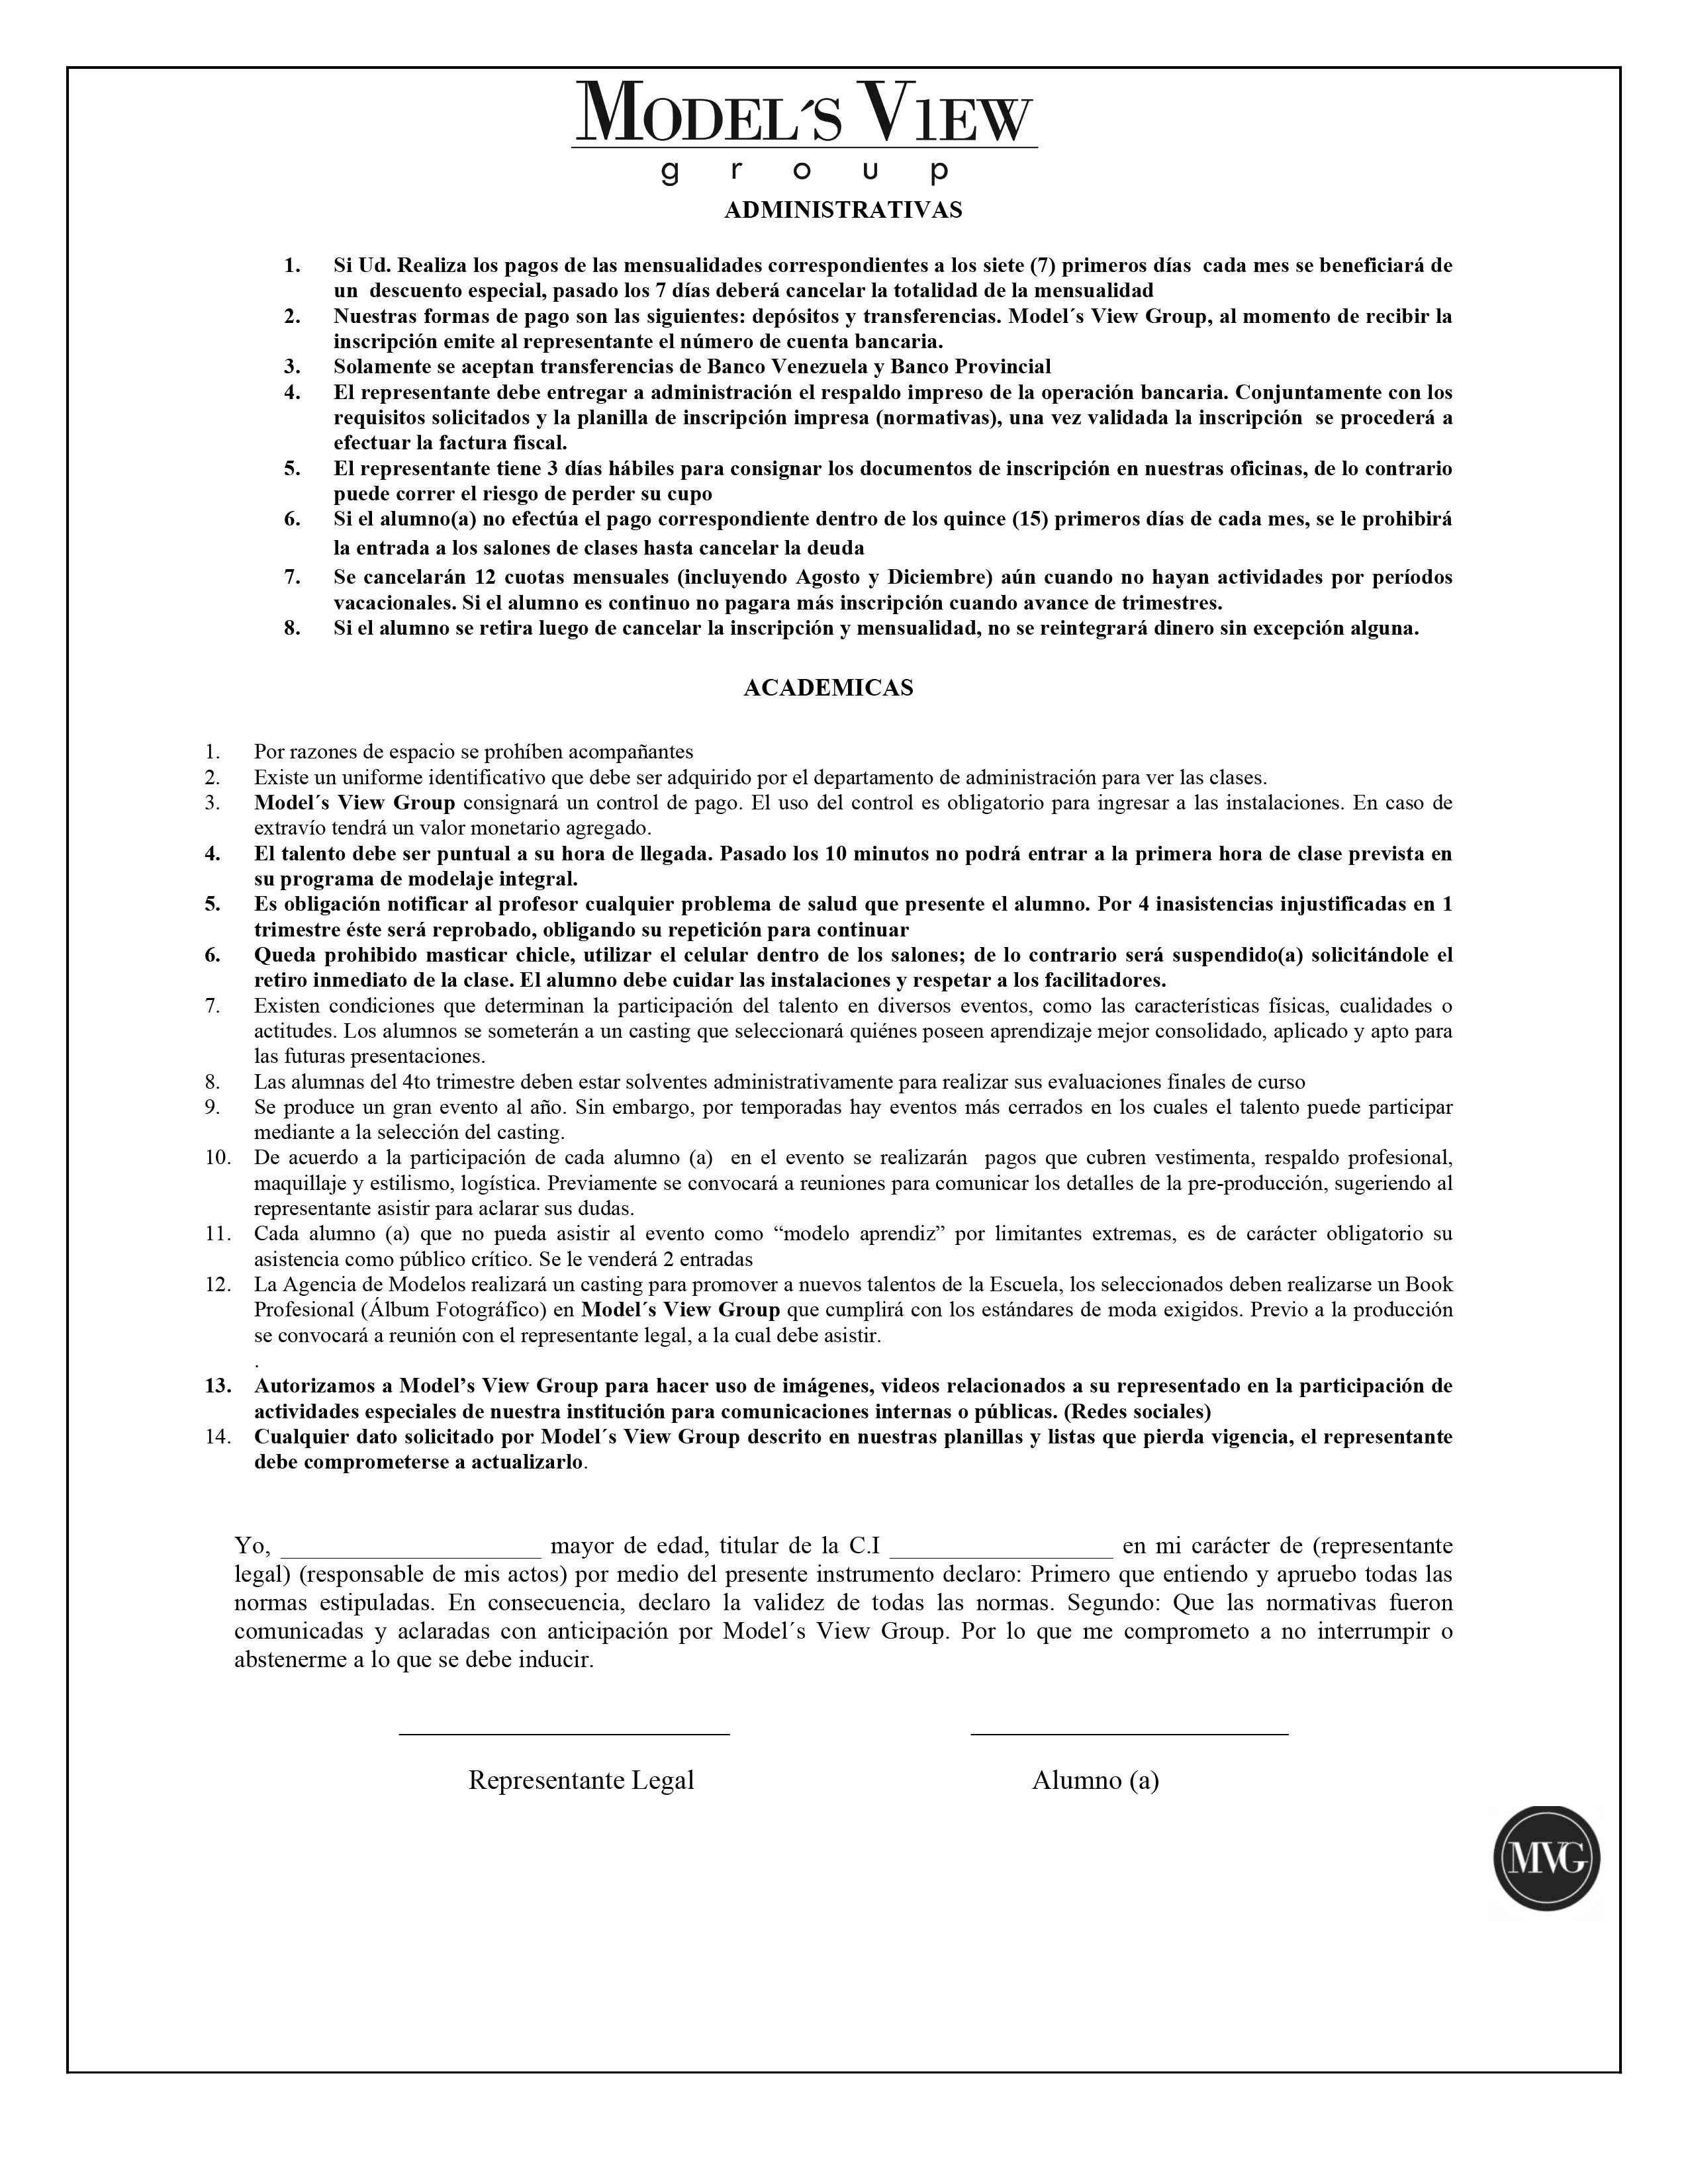 MODEL´S V1EW
group
ADMINISTRATIVAS
1. Si Ud. Realiza los pagos de las mensualidades correspondientes a los siete (7) primeros días cada mes se beneficiará de
un descuento especial, pasado los 7 días deberá cancelar la totalidad de la mensualidad
2. Nuestras formas de pago son las siguientes: depósitos y transferencias. Model´s View Group, al momento de recibir la
inscripción emite al representante el número de cuenta bancaria.
3. Solamente se aceptan transferencias de Banco Venezuela y Banco Provincial
4. El representante debe entregar a administración el respaldo impreso de la operación bancaria. Conjuntamente con los
requisitos solicitados y la planilla de inscripción impresa (normativas), una vez validada la inscripción se procederá a
efectuar la factura fiscal.
5. El representante tiene 3 días hábiles para consignar los documentos de inscripción en nuestras oficinas, de lo contrario
puede correr el riesgo de perder su cupo
6. Si el alumno(a) no efectúa el pago correspondiente dentro de los quince (15) primeros días de cada mes, se le prohibirá
la entrada a los salones de clases hasta cancelar la deuda
7. Se cancelarán 12 cuotas mensuales (incluyendo Agosto y Diciembre) aún cuando no hayan actividades por períodos
vacacionales. Si el alumno es continuo no pagara más inscripción cuando avance de trimestres.
8. Si el alumno se retira luego de cancelar la inscripción y mensualidad, no se reintegrará dinero sin excepción alguna.
ACADEMICAS
1. Por razones de espacio se prohíben acompañantes
2. Existe un uniforme identificativo que debe ser adquirido por el departamento de administración para ver las clases.
3. Model´s View Group consignará un control de pago. El uso del control es obligatorio para ingresar a las instalaciones. En caso de
extravío tendrá un valor monetario agregado.
4. El talento debe ser puntual a su hora de llegada. Pasado los 10 minutos no podrá entrar a la primera hora de clase prevista en
su programa de modelaje integral.
5. Es obligación notificar al profesor cualquier problema de salud que presente el alumno. Por 4 inasistencias injustificadas en 1
trimestre éste será reprobado, obligando su repetición para continuar
6. Queda prohibido masticar chicle, utilizar el celular dentro de los salones; de lo contrario será suspendido(a) solicitándole el
retiro inmediato de la clase. El alumno debe cuidar las instalaciones y respetar a los facilitadores.
7. Existen condiciones que determinan la participación del talento en diversos eventos, como las características físicas, cualidades o
actitudes. Los alumnos se someterán a un casting que seleccionará quiénes poseen aprendizaje mejor consolidado, aplicado y apto para
las futuras presentaciones.
8. Las alumnas del 4to trimestre deben estar solventes administrativamente para realizar sus evaluaciones finales de curso
9. Se produce un gran evento al año. Sin embargo, por temporadas hay eventos más cerrados en los cuales el talento puede participar
mediante a la selección del casting.
10. De acuerdo a la participación de cada alumno (a) en el evento se realizarán pagos que cubren vestimenta, respaldo profesional,
maquillaje y estilismo, logística. Previamente se convocará a reuniones para comunicar los detalles de la pre-producción, sugeriendo al
representante asistir para aclarar sus dudas.
11. Cada alumno (a) que no pueda asistir al evento como “modelo aprendiz” por limitantes extremas, es de carácter obligatorio su
asistencia como público crítico. Se le venderá 2 entradas
12. La Agencia de Modelos realizará un casting para promover a nuevos talentos de la Escuela, los seleccionados deben realizarse un Book
Profesional (Álbum Fotográfico) en Model´s View Group que cumplirá con los estándares de moda exigidos. Previo a la producción
se convocará a reunión con el representante legal, a la cual debe asistir.
.
13. Autorizamos a Model’s View Group para hacer uso de imágenes, videos relacionados a su representado en la participación de
actividades especiales de nuestra institución para comunicaciones internas o públicas. (Redes sociales)
14. Cualquier dato solicitado por Model´s View Group descrito en nuestras planillas y listas que pierda vigencia, el representante
debe comprometerse a actualizarlo.
Yo, _____________________ mayor de edad, titular de la C.I __________________ en mi carácter de (representante
legal) (responsable de mis actos) por medio del presente instrumento declaro: Primero que entiendo y apruebo todas las
normas estipuladas. En consecuencia, declaro la validez de todas las normas. Segundo: Que las normativas fueron
comunicadas y aclaradas con anticipación por Model´s View Group. Por lo que me comprometo a no interrumpir o
abstenerme a lo que se debe inducir.
Representante Legal Alumno (a)
MVG